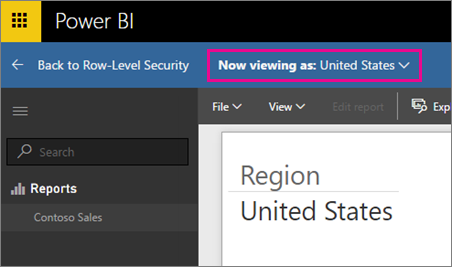 Power BI
Back to Row-Level Security
Now viewing as: United States
File
View
Edit report
Search
Reports
Contoso Sales
Region
United States